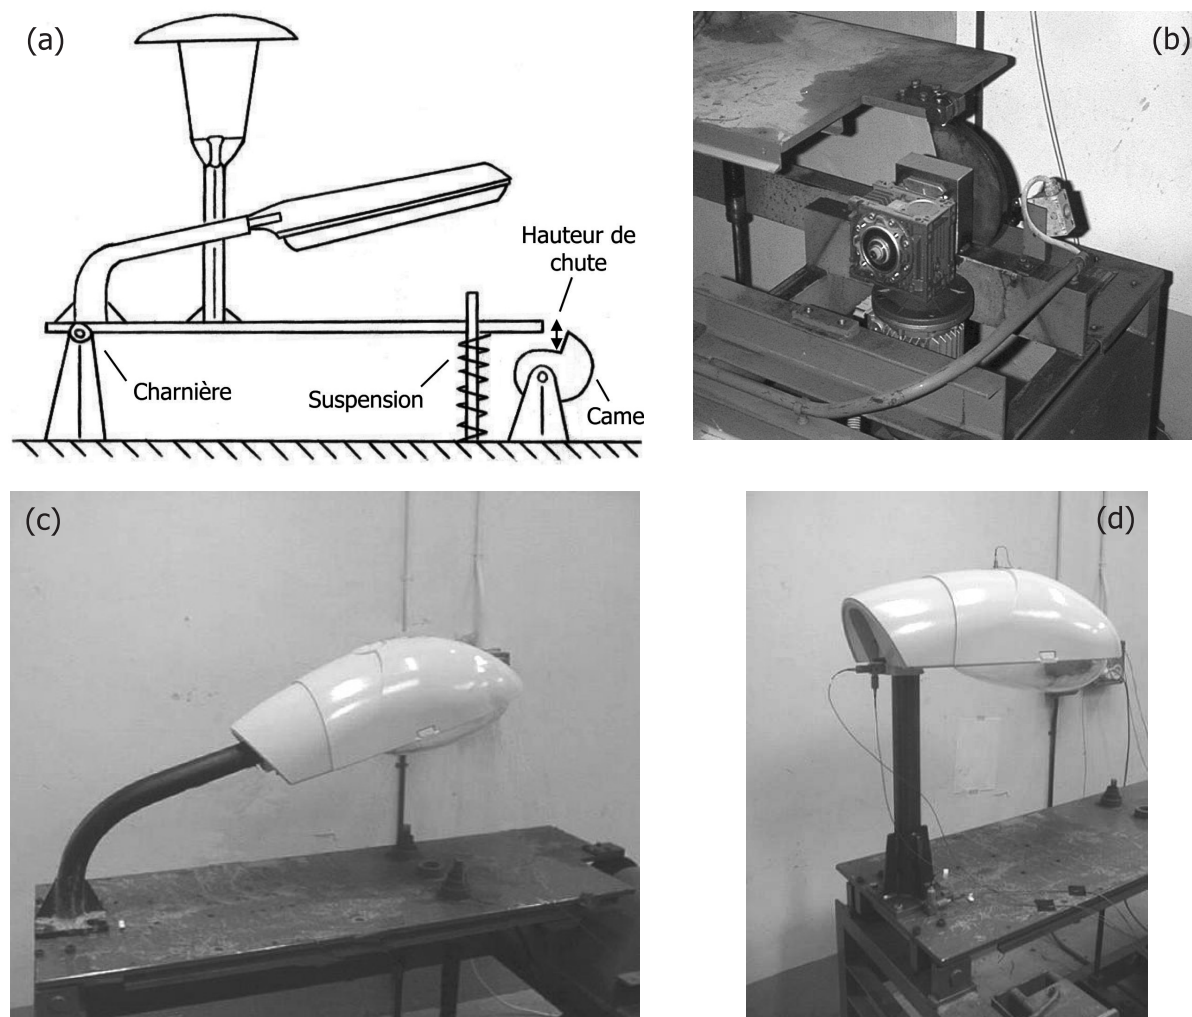 (a)
(b)
Hauteur de
chute
Charnière
Suspension
Came
(c)
(d)